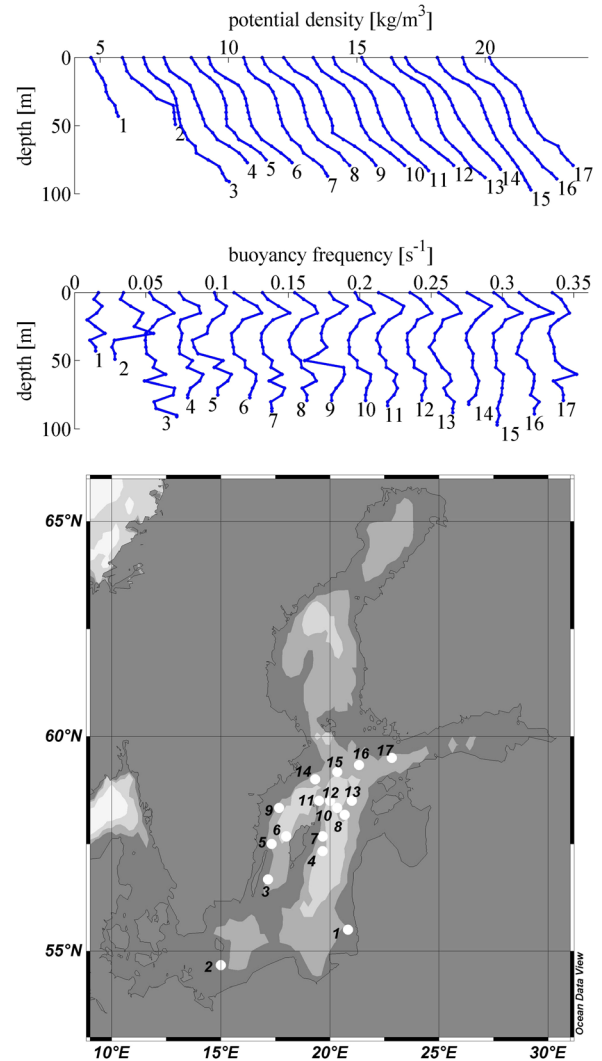 potential density [kg/m³]
5 10 15 20
0
50
100
depth [m]
1 2 3 4 5 6 7 8 9 10 11 12 13 14 15 16 17
buoyancy frequency [s⁻¹]
0 0.05 0.1 0.15 0.2 0.25 0.3 0.35
0
50
100
depth [m]
1 2 3 4 5 6 7 8 9 10 11 12 13 14 15 16 17
65°N
60°N
17
16
15
14
13
12
11
10
9
8
7
6
5
4
3
1
55°N
2
10°E 15°E 20°E 25°E 30°E
Ocean Data View